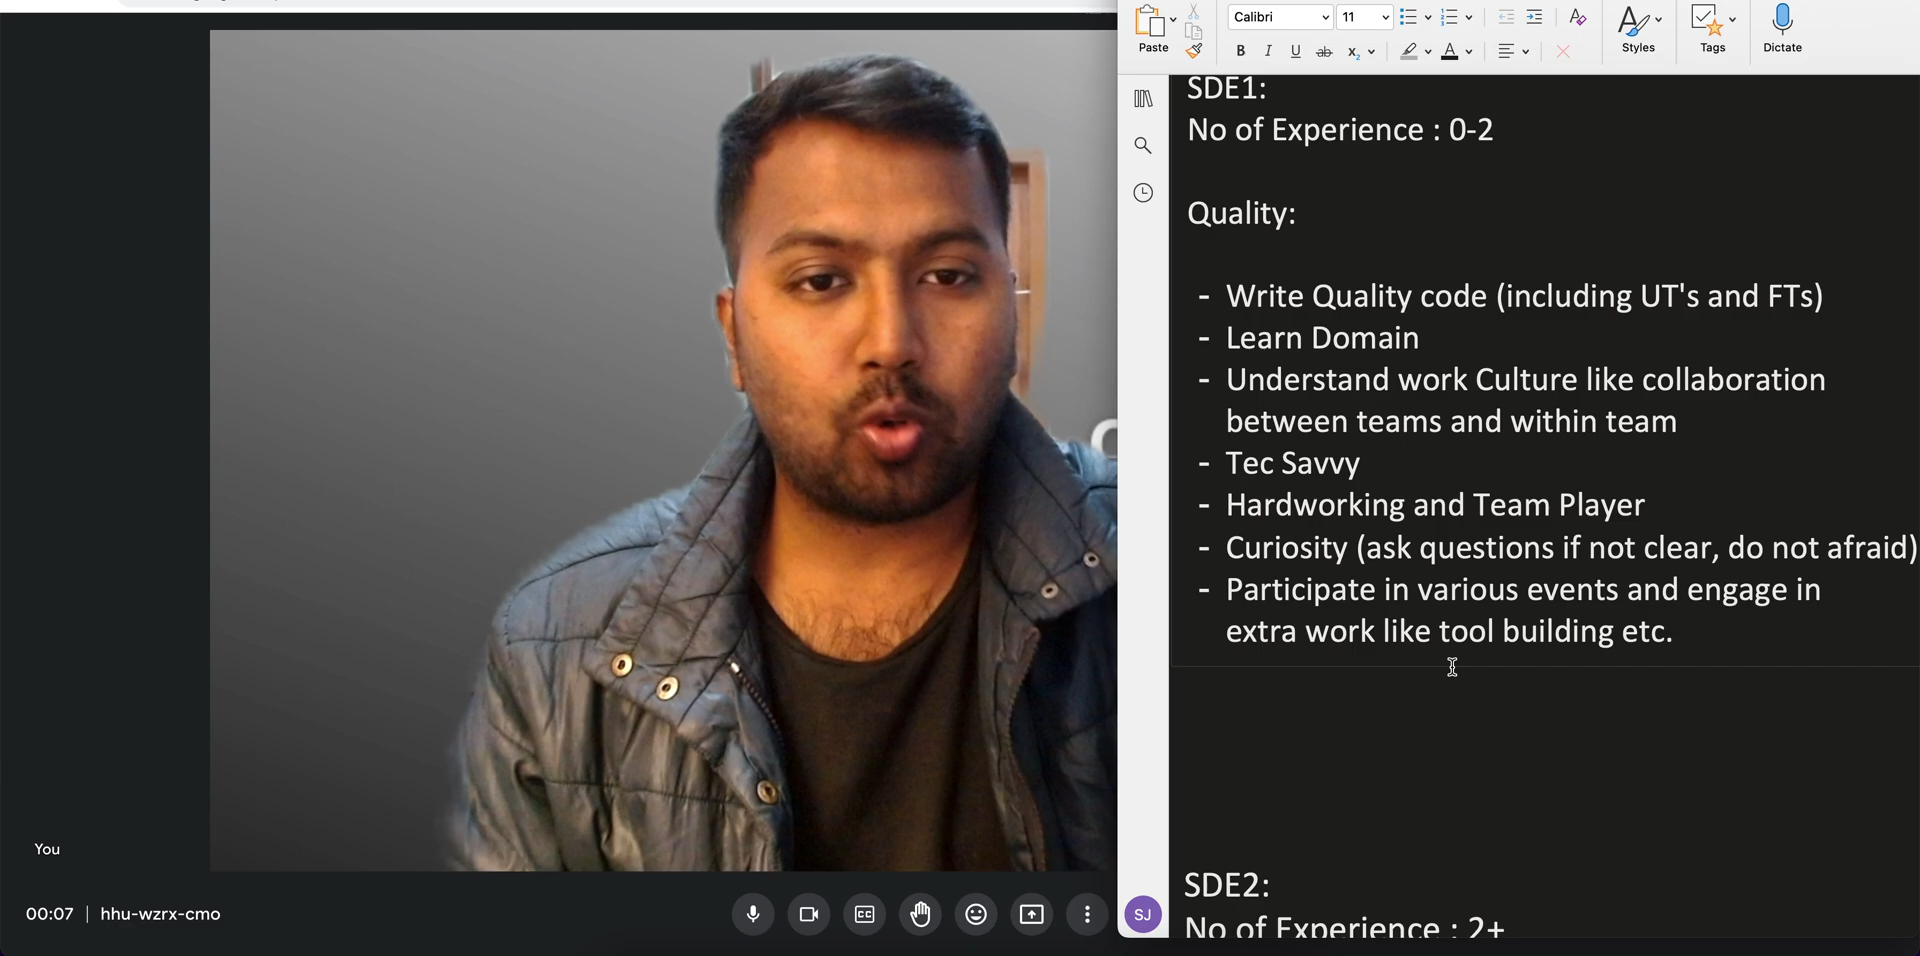 Paste
Calibri
11
B I U ab x₂
A
Styles
Tags
Dictate
SDE1:
No of Experience : 0-2
Quality:
- Write Quality code (including UT's and FTs)
- Learn Domain
- Understand work Culture like collaboration
between teams and within team
- Tec Savvy
- Hardworking and Team Player
- Curiosity (ask questions if not clear, do not afraid)
- Participate in various events and engage in
extra work like tool building etc.
SDE2:
No of Experience : 2+
You
00:07 | hhu-wzrx-cmo
CC
SJ